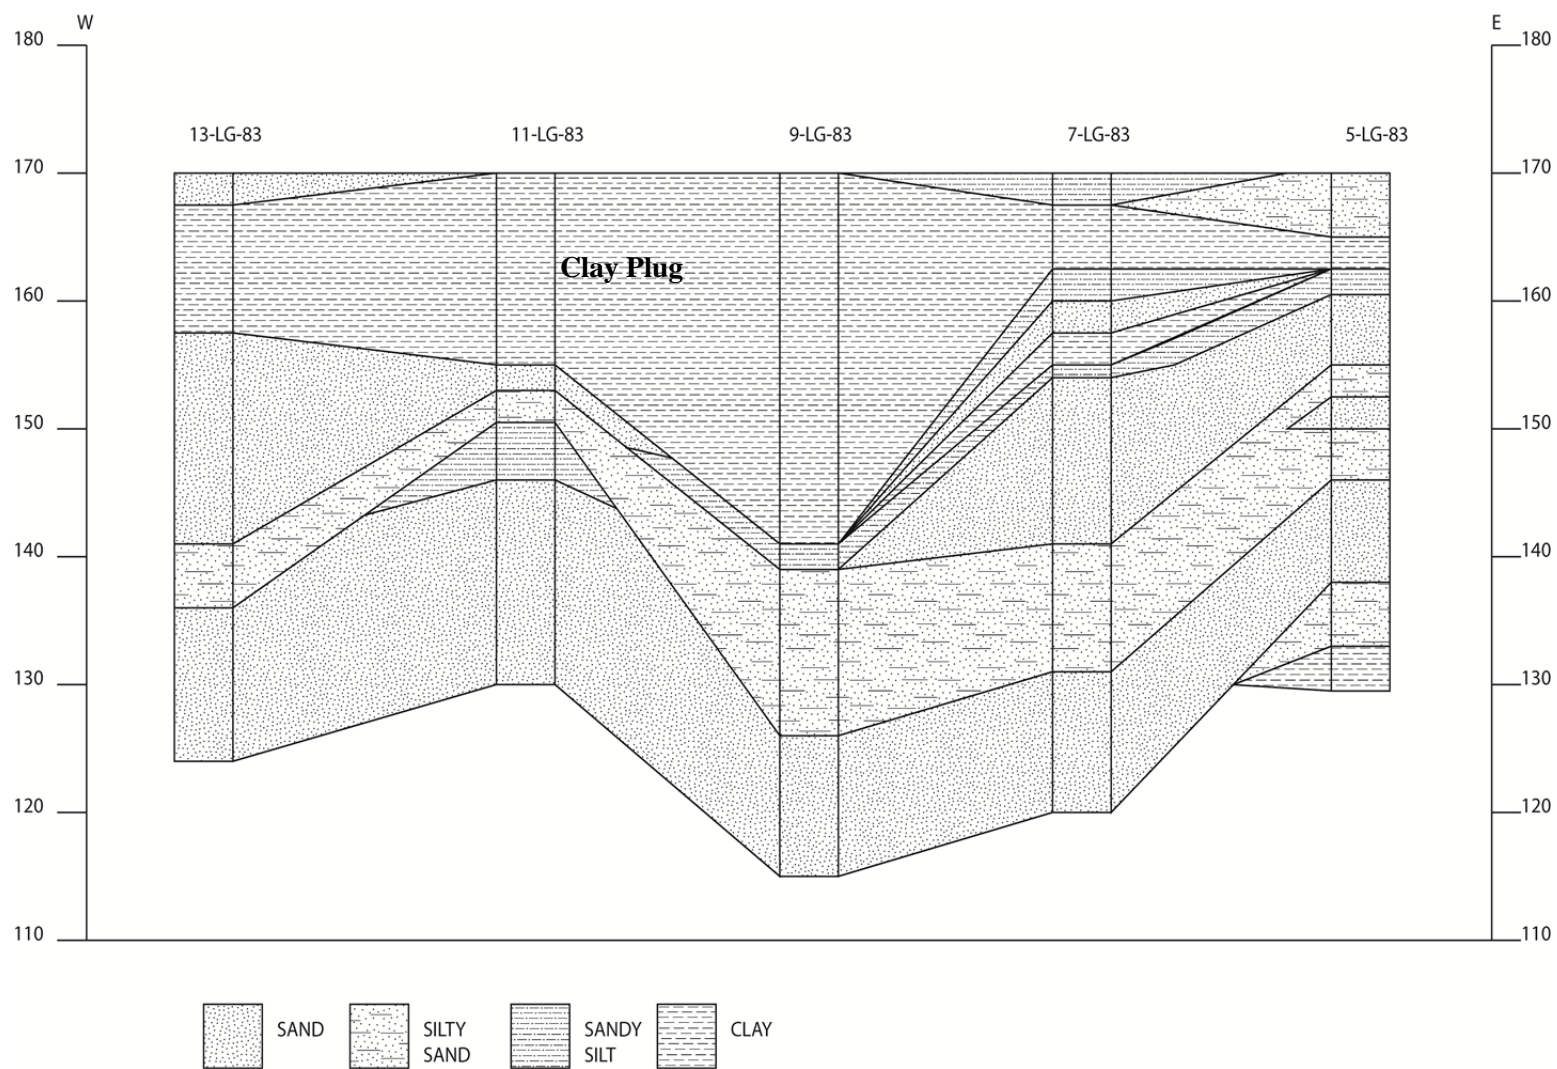 W E
180 180
13-LG-83 11-LG-83 9-LG-83 7-LG-83 5-LG-83
170 170
Clay Plug
160 160
150 150
140 140
130 130
120 120
110 110
SAND SILTY SANDY CLAY
SAND SILT